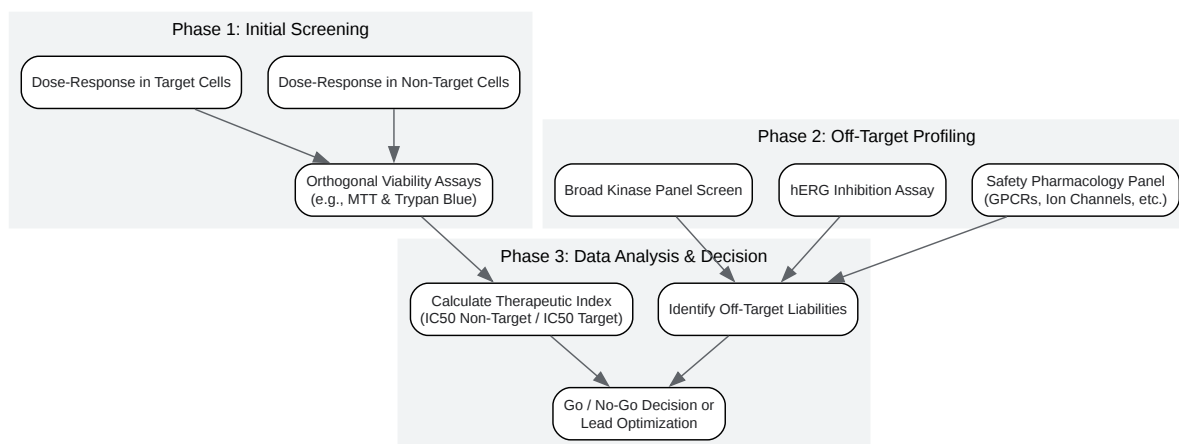 Phase 1: Initial Screening
Dose-Response in Target Cells
Dose-Response in Non-Target Cells
Orthogonal Viability Assays
(e.g., MTT & Trypan Blue)
Phase 2: Off-Target Profiling
Broad Kinase Panel Screen
hERG Inhibition Assay
Safety Pharmacology Panel
(GPCRs, Ion Channels, etc.)
Phase 3: Data Analysis & Decision
Calculate Therapeutic Index
(IC50 Non-Target / IC50 Target)
Identify Off-Target Liabilities
Go / No-Go Decision or
Lead Optimization